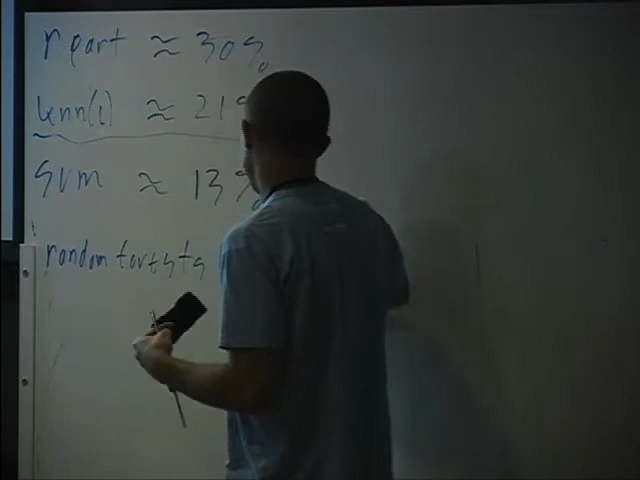 rpart ≈ 30%
knn(1) ≈ 21%
svm ≈ 13%
random forests